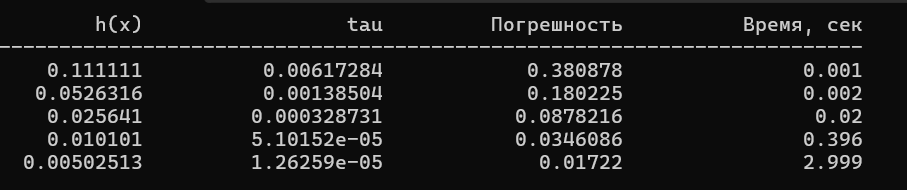 h(x) tau Погрешность Время, сек
--------------------------------------------------------------------------------
0.111111 0.00617284 0.380878 0.001
0.0526316 0.00138504 0.180225 0.002
0.025641 0.000328731 0.0878216 0.02
0.010101 5.10152e-05 0.0346086 0.396
0.00502513 1.26259e-05 0.01722 2.999